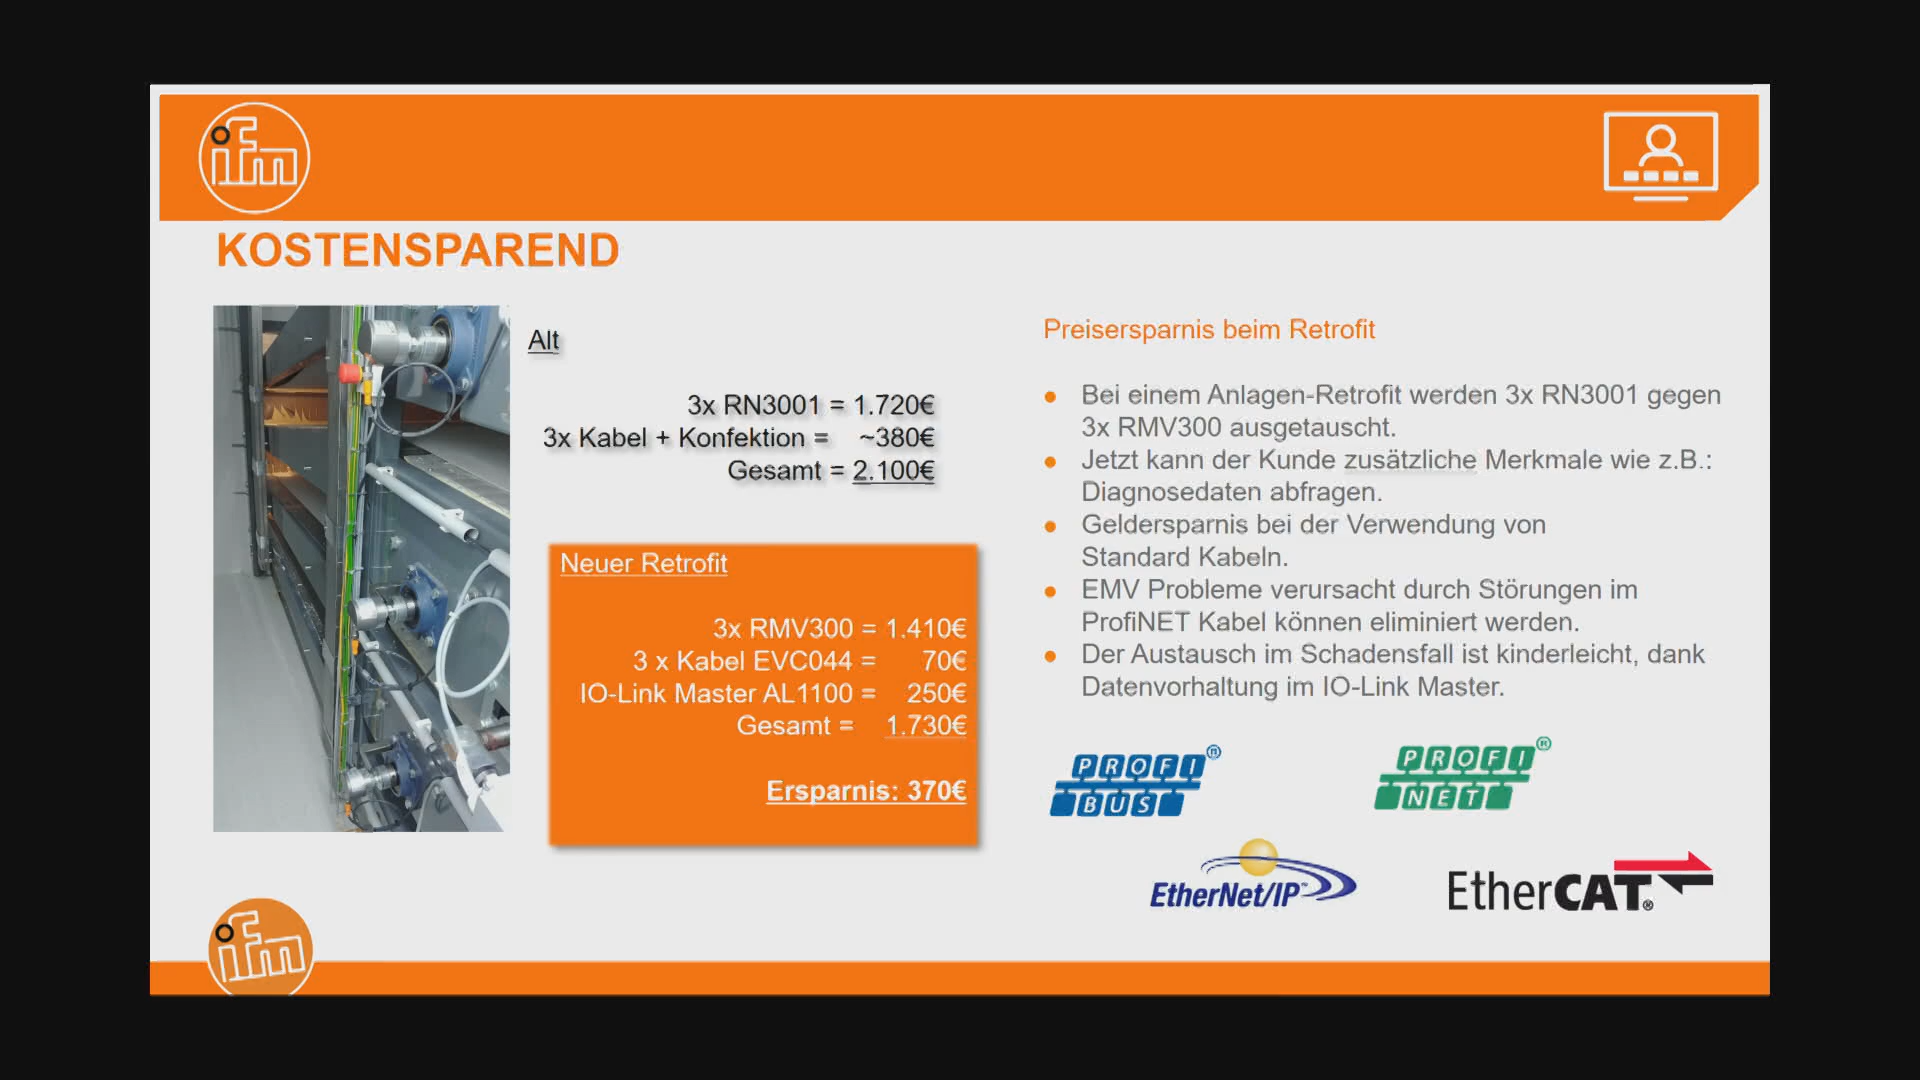 ifm
KOSTENSPAREND
Alt
3x RN3001 = 1.720€
3x Kabel + Konfektion = ~380€
Gesamt = 2.100€
Neuer Retrofit
3x RMV300 = 1.410€
3 x Kabel EVC044 = 70€
IO-Link Master AL1100 = 250€
Gesamt = 1.730€
Ersparnis: 370€
Preisersparnis beim Retrofit
• Bei einem Anlagen-Retrofit werden 3x RN3001 gegen
3x RMV300 ausgetauscht.
• Jetzt kann der Kunde zusätzliche Merkmale wie z.B.:
Diagnosedaten abfragen.
• Geldersparnis bei der Verwendung von
Standard Kabeln.
• EMV Probleme verursacht durch Störungen im
ProfiNET Kabel können eliminiert werden.
• Der Austausch im Schadensfall ist kinderleicht, dank
Datenvorhaltung im IO-Link Master.
PROFI®
BUS
PROFI®
NET
EtherNet/IP™
EtherCAT®
ifm